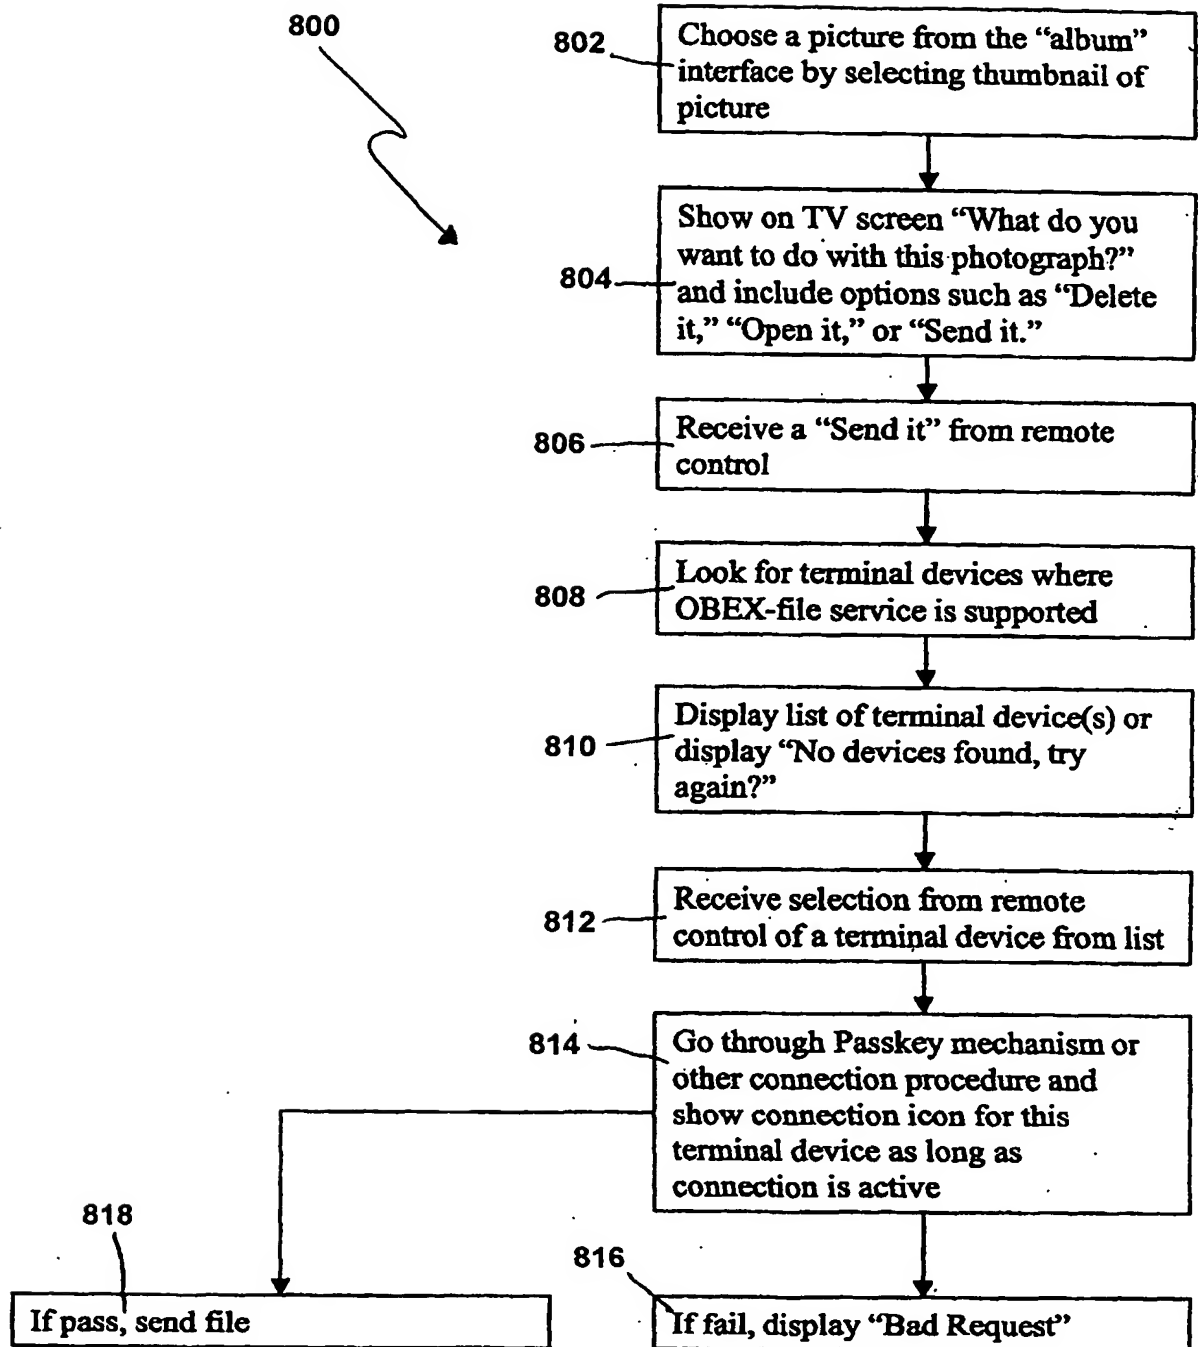 800
802
Choose a picture from the “album”
interface by selecting thumbnail of
picture
804
Show on TV screen “What do you
want to do with this photograph?”
and include options such as “Delete
it,” “Open it,” or “Send it.”
806
Receive a “Send it” from remote
control
808
Look for terminal devices where
OBEX-file service is supported
810
Display list of terminal device(s) or
display “No devices found, try
again?”
812
Receive selection from remote
control of a terminal device from list
814
Go through Passkey mechanism or
other connection procedure and
show connection icon for this
terminal device as long as
connection is active
818
If pass, send file
816
If fail, display “Bad Request”